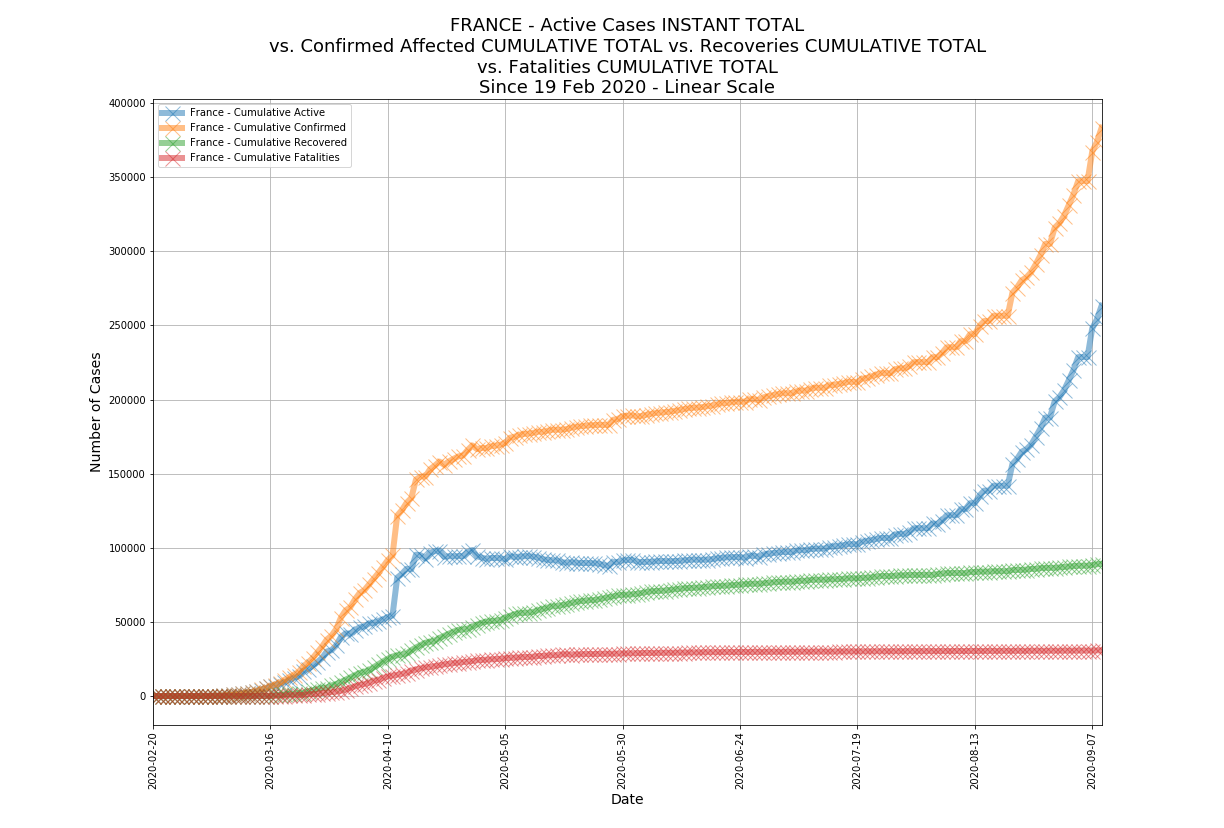 FRANCE - Active Cases INSTANT TOTAL
vs. Confirmed Affected CUMULATIVE TOTAL vs. Recoveries CUMULATIVE TOTAL
vs. Fatalities CUMULATIVE TOTAL
Since 19 Feb 2020 - Linear Scale
France - Cumulative Active
France - Cumulative Confirmed
France - Cumulative Recovered
France - Cumulative Fatalities
Number of Cases
400000
350000
300000
250000
200000
150000
100000
50000
0
2020-02-20
2020-03-16
2020-04-10
2020-05-05
2020-05-30
2020-06-24
2020-07-19
2020-08-13
2020-09-07
Date